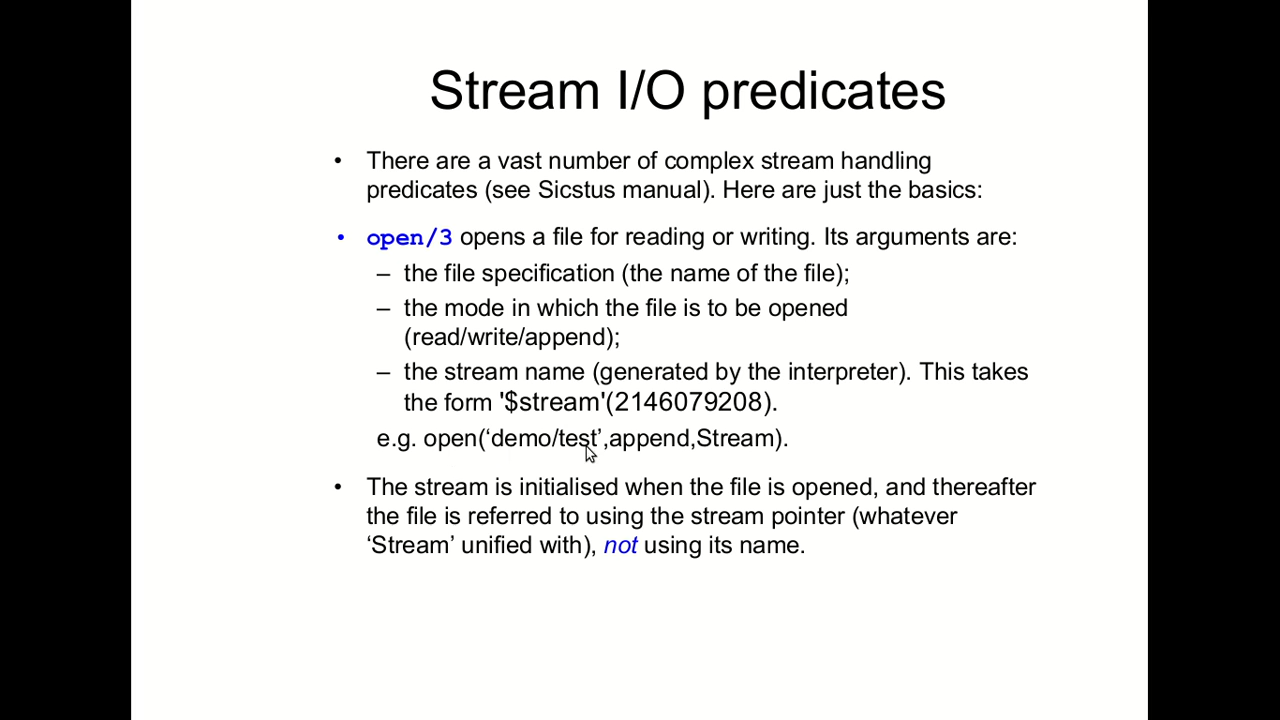 Stream I/O predicates
• There are a vast number of complex stream handling
predicates (see Sicstus manual). Here are just the basics:
• open/3 opens a file for reading or writing. Its arguments are:
– the file specification (the name of the file);
– the mode in which the file is to be opened
(read/write/append);
– the stream name (generated by the interpreter). This takes
the form '$stream'(2146079208).
e.g. open(‘demo/test’,append,Stream).
• The stream is initialised when the file is opened, and thereafter
the file is referred to using the stream pointer (whatever
‘Stream’ unified with), not using its name.